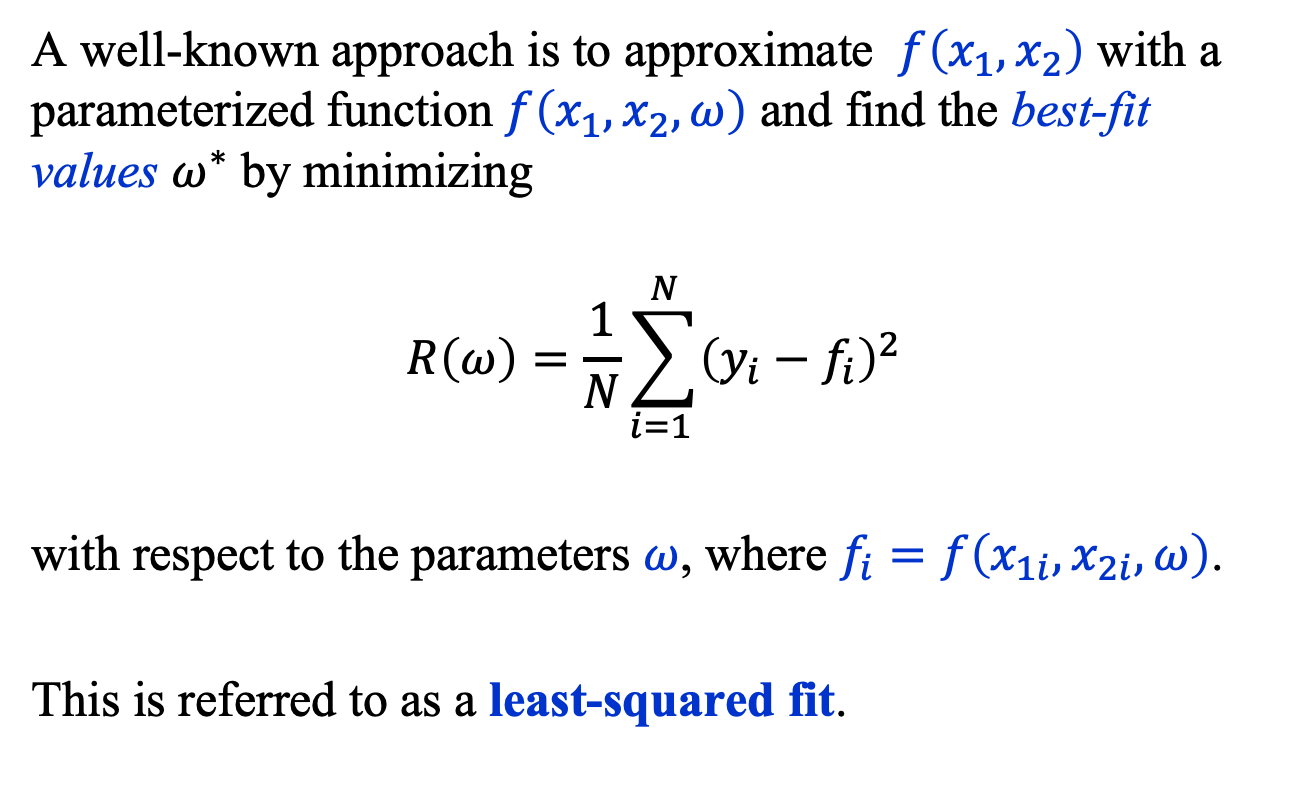 A well-known approach is to approximate f(x₁, x₂) with a
parameterized function f(x₁, x₂, ω) and find the best-fit
values ω* by minimizing
R(ω) = \frac{1}{N} \sum_{i=1}^{N} (yᵢ − fᵢ)²
with respect to the parameters ω, where fᵢ = f(x₁ᵢ, x₂ᵢ, ω).
This is referred to as a least-squared fit.